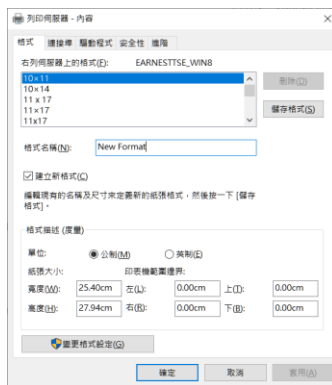 列印伺服器 - 內容
格式 連接埠 驅動程式 安全性 進階
右列伺服器上的格式(F): EARNESTTSE_WIN8
10×11
10×14
11 x 17
11×17
11x17
刪除(D)
儲存格式(S)
格式名稱(N): New Format
建立新格式(C)
編輯現有的名稱及尺寸來定義新的紙張格式，然後按一下 [儲存
格式]。
格式描述 (度量)
單位: 公制(M) 英制(E)
紙張大小: 印表機範圍邊界:
寬度(W): 25.40cm 左(L): 0.00cm 上(T): 0.00cm
高度(H): 27.94cm 右(R): 0.00cm 下(B): 0.00cm
變更格式設定(G)
確定 取消 套用(A)